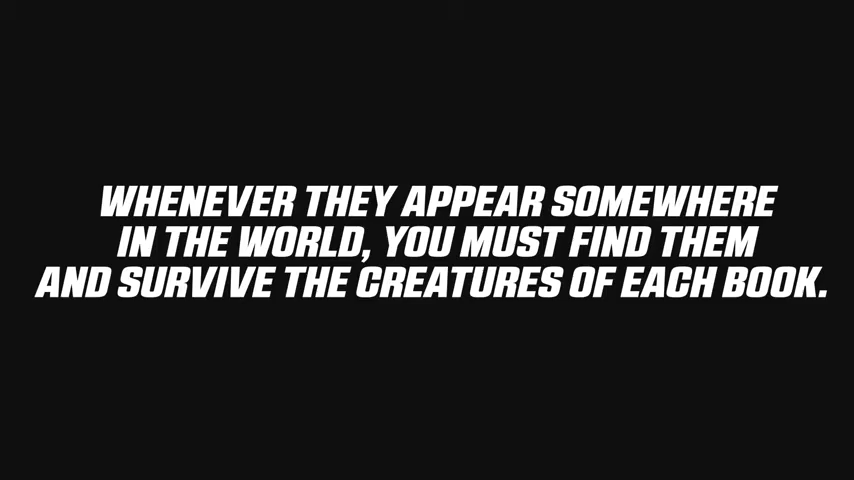 WHENEVER THEY APPEAR SOMEWHERE
IN THE WORLD, YOU MUST FIND THEM
AND SURVIVE THE CREATURES OF EACH BOOK.